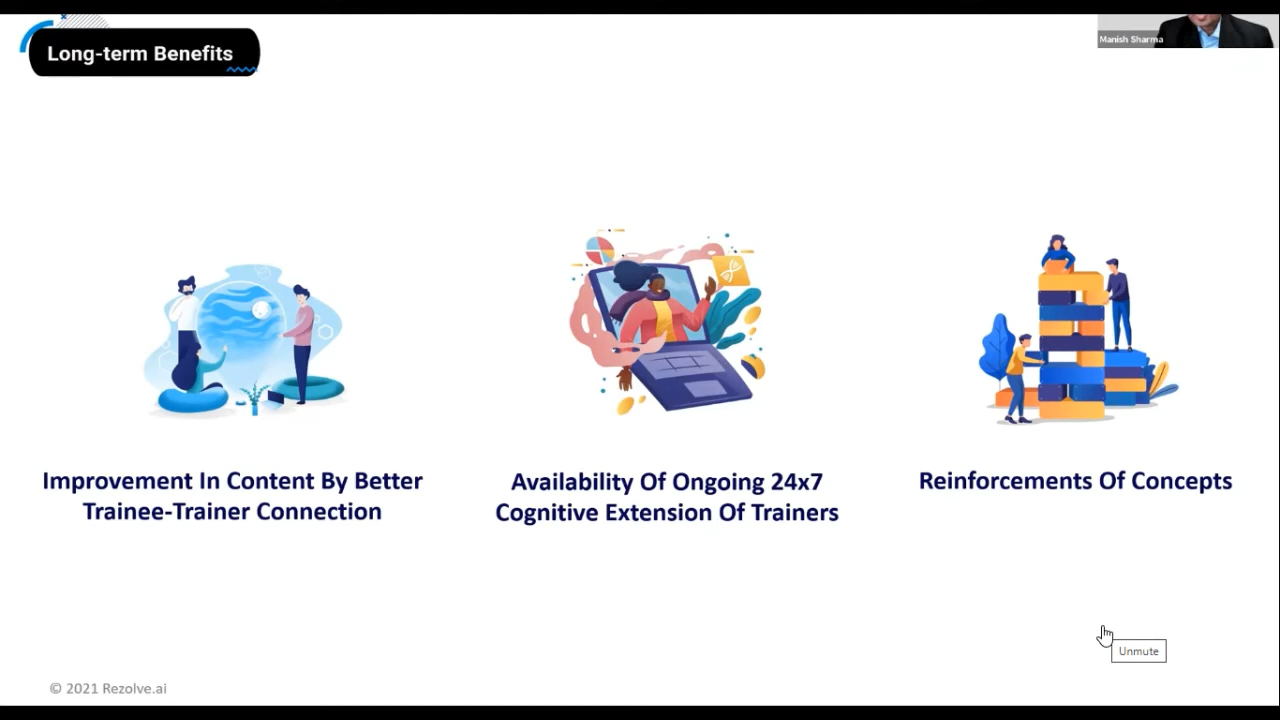 Long-term Benefits
Manish Sharma
Improvement In Content By Better
Trainee-Trainer Connection
Availability Of Ongoing 24x7
Cognitive Extension Of Trainers
Reinforcements Of Concepts
Unmute
© 2021 Rezolve.ai